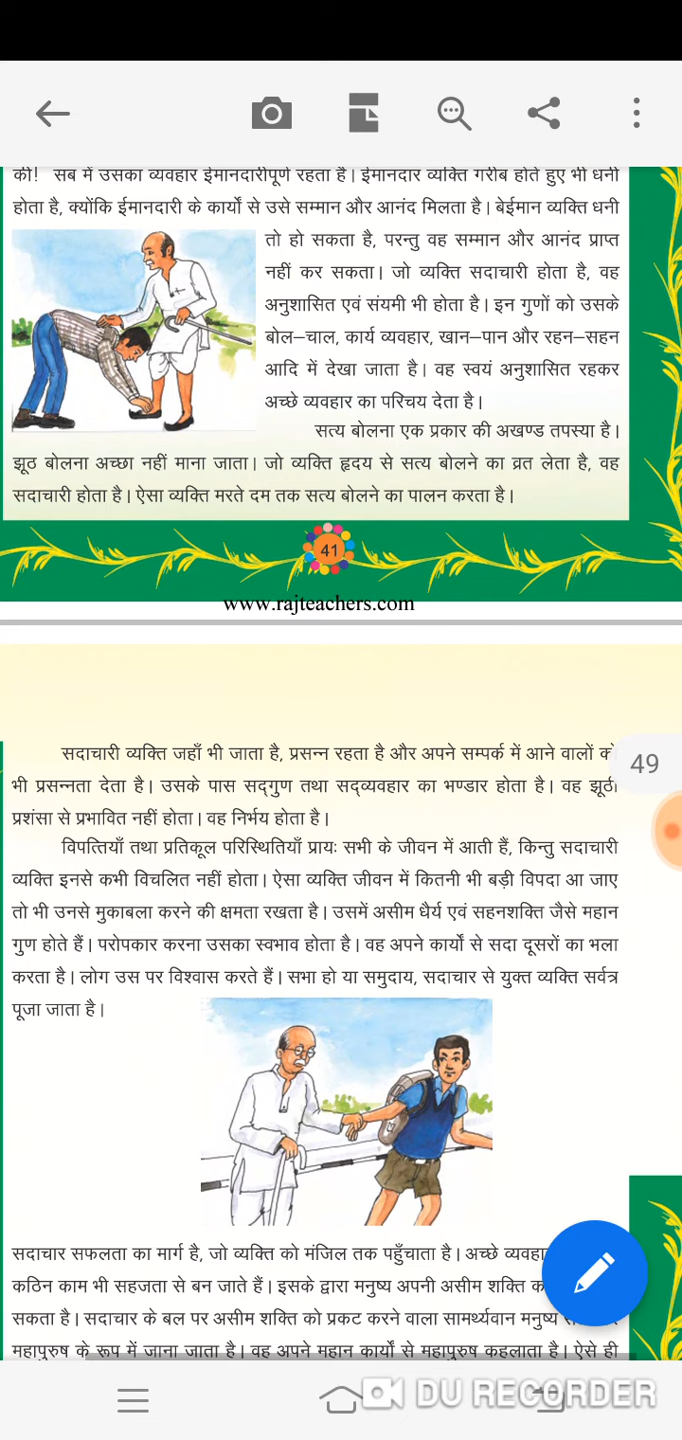 की! सब में उसका व्यवहार ईमानदारीपूर्ण रहता है। ईमानदार व्यक्ति गरीब होते हुए भी धनी
होता है, क्योंकि ईमानदारी के कार्यों से उसे सम्मान और आनंद मिलता है। बेईमान व्यक्ति धनी
तो हो सकता है, परन्तु वह सम्मान और आनंद प्राप्त
नहीं कर सकता। जो व्यक्ति सदाचारी होता है, वह
अनुशासित एवं संयमी भी होता है। इन गुणों को उसके
बोल–चाल, कार्य व्यवहार, खान–पान और रहन–सहन
आदि में देखा जाता है। वह स्वयं अनुशासित रहकर
अच्छे व्यवहार का परिचय देता है।
सत्य बोलना एक प्रकार की अखण्ड तपस्या है।
झूठ बोलना अच्छा नहीं माना जाता। जो व्यक्ति हृदय से सत्य बोलने का व्रत लेता है, वह
सदाचारी होता है। ऐसा व्यक्ति मरते दम तक सत्य बोलने का पालन करता है।
41
www.rajteachers.com
सदाचारी व्यक्ति जहाँ भी जाता है, प्रसन्न रहता है और अपने सम्पर्क में आने वालों को
49
भी प्रसन्नता देता है। उसके पास सद्‌गुण तथा सद्‌व्यवहार का भण्डार होता है। वह झूठी
प्रशंसा से प्रभावित नहीं होता। वह निर्भय होता है।
विपत्तियाँ तथा प्रतिकूल परिस्थितियाँ प्रायः सभी के जीवन में आती हैं, किन्तु सदाचारी
व्यक्ति इनसे कभी विचलित नहीं होता। ऐसा व्यक्ति जीवन में कितनी भी बड़ी विपदा आ जाए
तो भी उनसे मुकाबला करने की क्षमता रखता है। उसमें असीम धैर्य एवं सहनशक्ति जैसे महान
गुण होते हैं। परोपकार करना उसका स्वभाव होता है। वह अपने कार्यों से सदा दूसरों का भला
करता है। लोग उस पर विश्वास करते हैं। सभा हो या समुदाय, सदाचार से युक्त व्यक्ति सर्वत्र
पूजा जाता है।
सदाचार सफलता का मार्ग है, जो व्यक्ति को मंजिल तक पहुँचाता है। अच्छे
कठिन काम भी सहजता से बन जाते हैं। इसके द्वारा मनुष्य अपनी असीम शक्ति
सकता है। सदाचार के बल पर असीम शक्ति को प्रकट करने वाला सामर्थ्यवान मनुष्य
महापुरुष के रूप में जाना जाता है। वह अपने महान कार्यों से महापुरुष कहलाता है। ऐसे ही
DU RECORDER